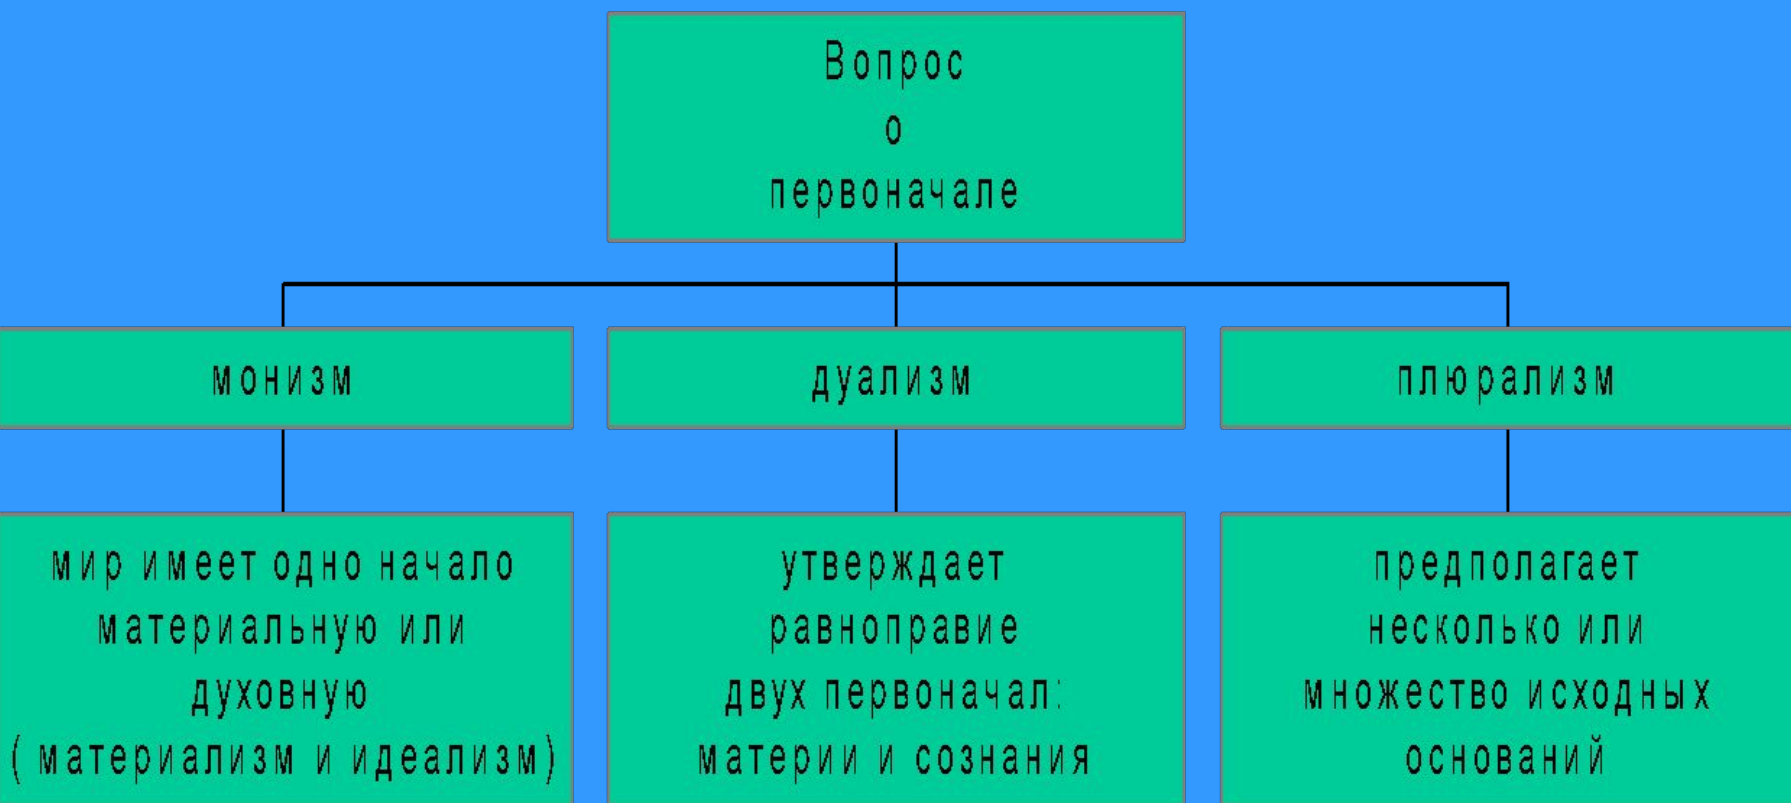 Вопрос
о
первоначале
монизм
дуализм
плюрализм
мир имеет одно начало
материальную или
духовную
( материализм и идеализм)
утверждает
равноправие
двух первоначал:
материи и сознания
предполагает
несколько или
множество исходных
оснований